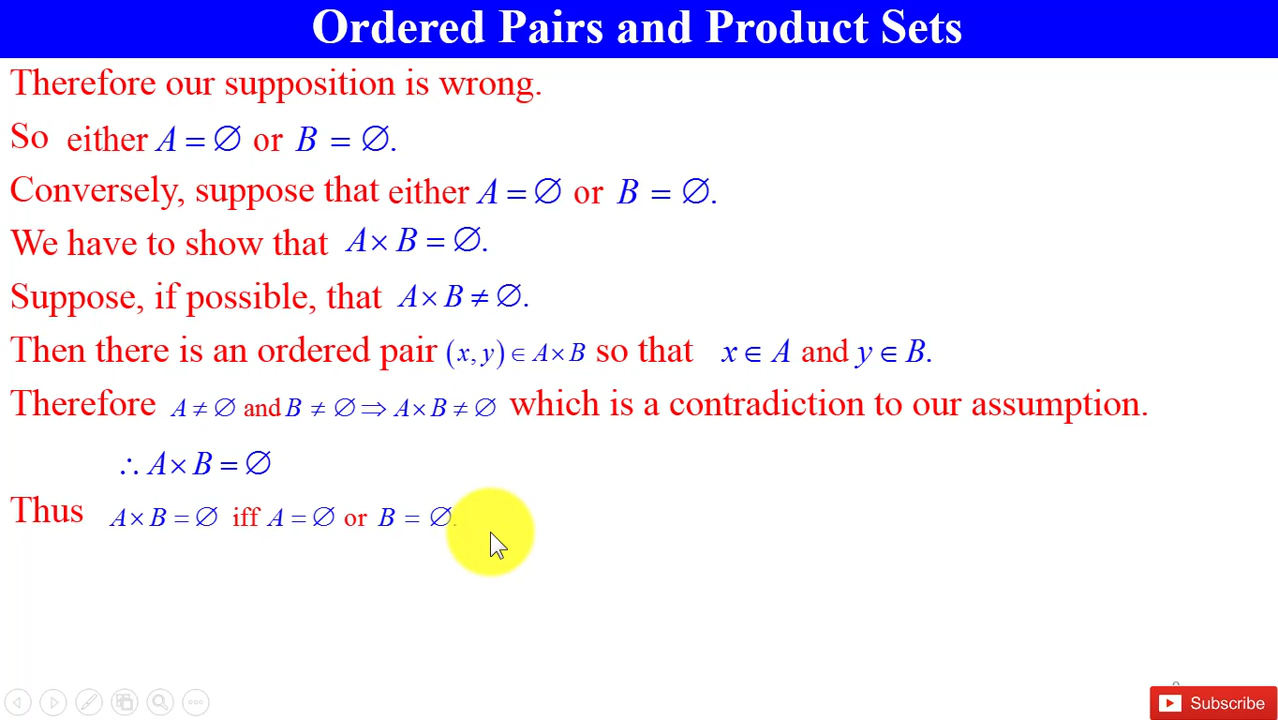 Ordered Pairs and Product Sets
Therefore our supposition is wrong.
So either A = ∅ or B = ∅.
Conversely, suppose that either A = ∅ or B = ∅.
We have to show that A × B = ∅.
Suppose, if possible, that A × B ≠ ∅.
Then there is an ordered pair (x, y) ∈ A × B so that x ∈ A and y ∈ B.
Therefore A ≠ ∅ and B ≠ ∅ ⇒ A × B ≠ ∅ which is a contradiction to our assumption.
∴ A × B = ∅
Thus A × B = ∅ iff A = ∅ or B = ∅.
Subscribe